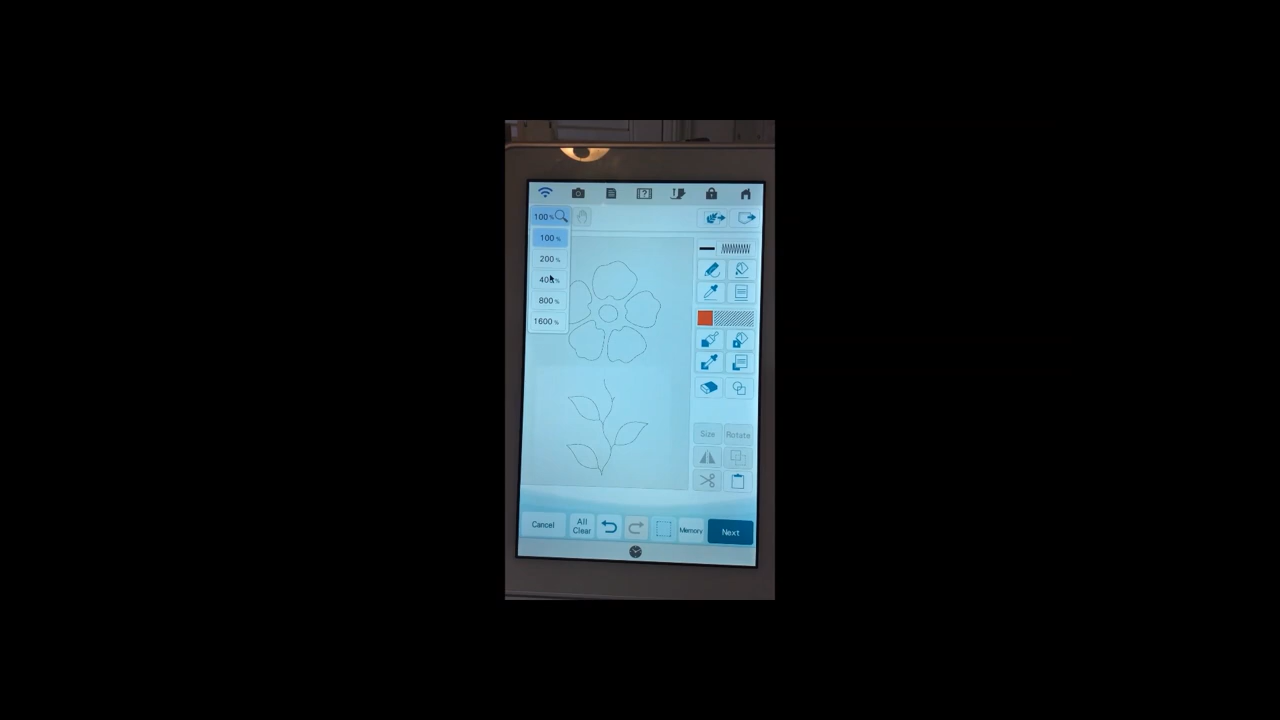 100 %
100 %
200 %
400 %
800 %
1600 %
Size Rotate
Cancel
All
Clear
Memory
Next